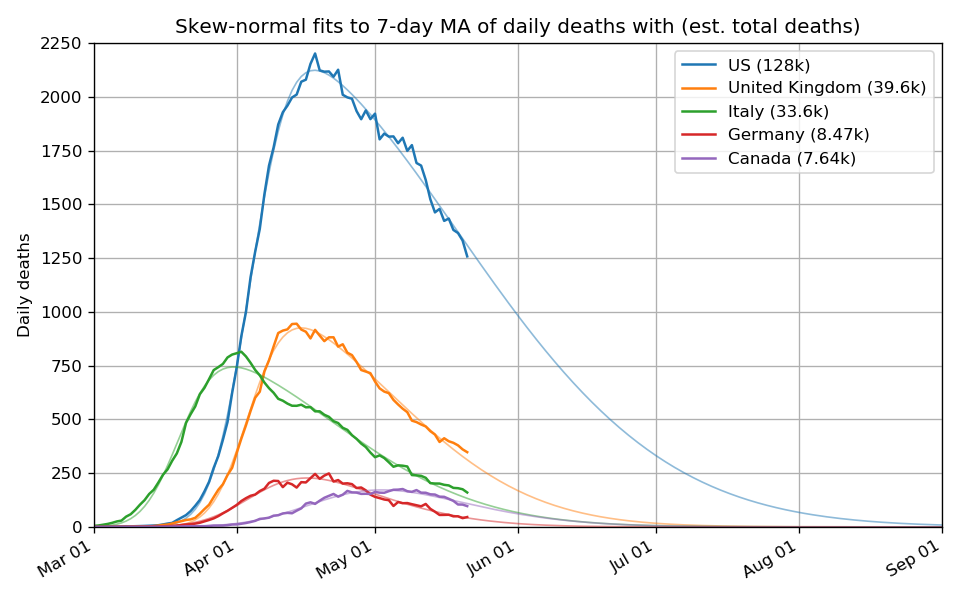 Skew-normal fits to 7-day MA of daily deaths with (est. total deaths)
2250
2000
1750
1500
1250
1000
750
500
250
0
Daily deaths
US (128k)
United Kingdom (39.6k)
Italy (33.6k)
Germany (8.47k)
Canada (7.64k)
Mar 01
Apr 01
May 01
Jun 01
Jul 01
Aug 01
Sep 01